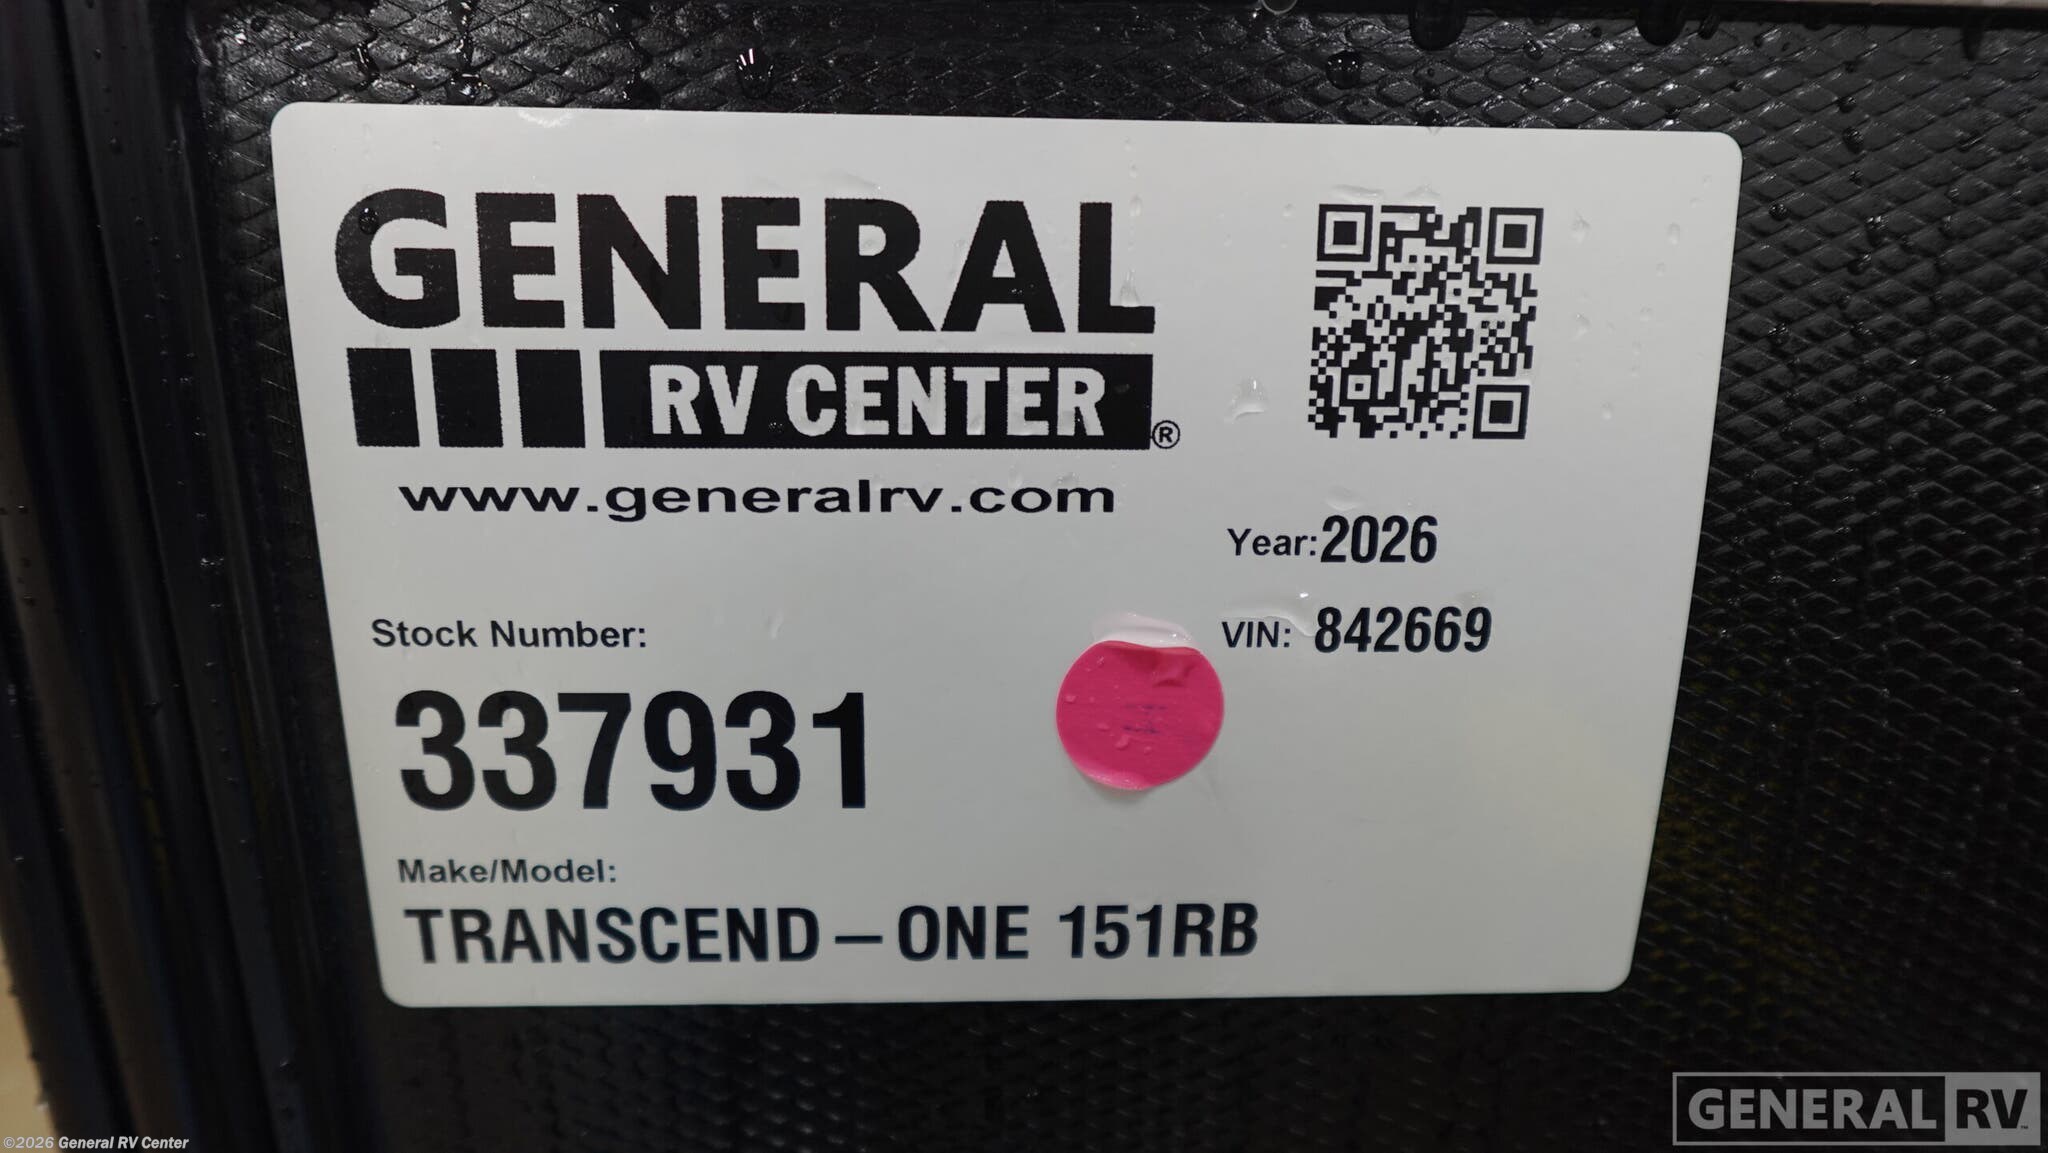 GENERAL
RV CENTER®
www.generalrv.com
Year: 2026
VIN: 842669
Stock Number:
337931
Make/Model:
TRANSCEND – ONE 151RB
©2026 General RV Center
GENERAL RV™